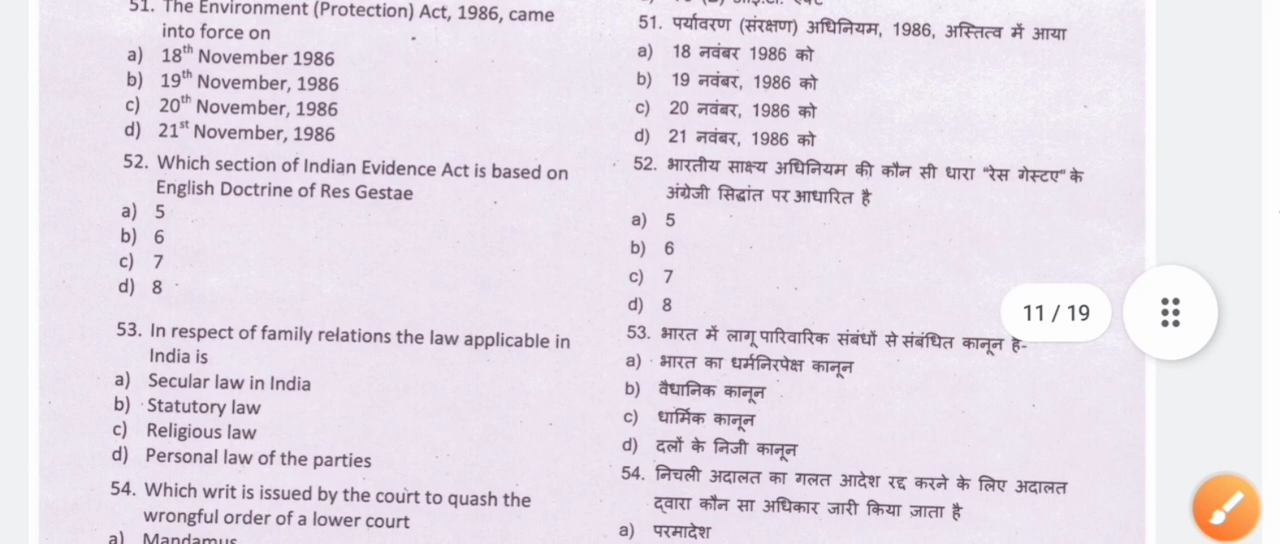 51. The Environment (Protection) Act, 1986, came
into force on
a) 18th November 1986
b) 19th November, 1986
c) 20th November, 1986
d) 21st November, 1986
52. Which section of Indian Evidence Act is based on
English Doctrine of Res Gestae
a) 5
b) 6
c) 7
d) 8
53. In respect of family relations the law applicable in
India is
a) Secular law in India
b) Statutory law
c) Religious law
d) Personal law of the parties
54. Which writ is issued by the court to quash the
wrongful order of a lower court
a) Mandamus
51. पर्यावरण (संरक्षण) अधिनियम, 1986, अस्तित्व में आया
a) 18 नवंबर 1986 को
b) 19 नवंबर, 1986 को
c) 20 नवंबर, 1986 को
d) 21 नवंबर, 1986 को
52. भारतीय साक्ष्य अधिनियम की कौन सी धारा "रेस गेस्टए" के
अंग्रेजी सिद्धांत पर आधारित है
a) 5
b) 6
c) 7
d) 8
53. भारत में लागू पारिवारिक संबंधों से संबंधित कानून है-
a) भारत का धर्मनिरपेक्ष कानून
b) वैधानिक कानून
c) धार्मिक कानून
d) दलों के निजी कानून
54. निचली अदालत का गलत आदेश रद्द करने के लिए अदालत
द्वारा कौन सा अधिकार जारी किया जाता है
a) परमादेश
11 / 19